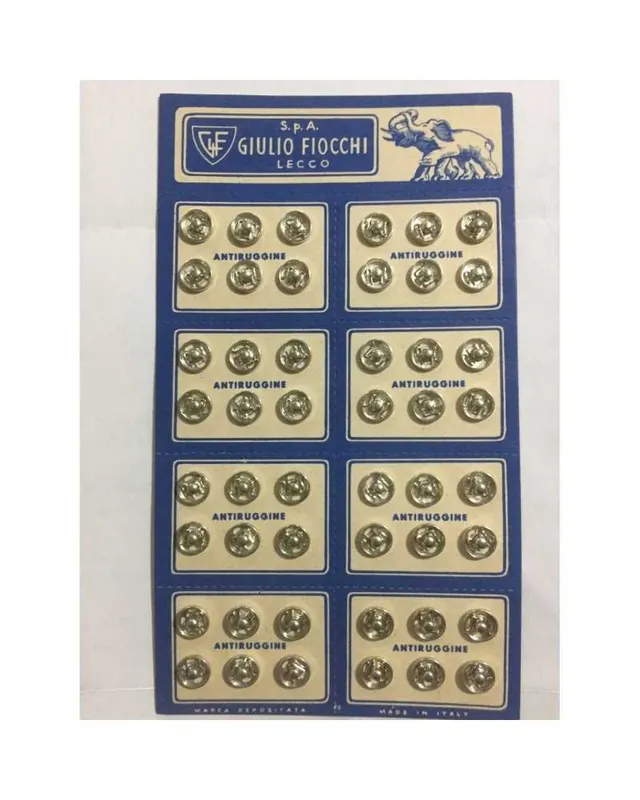 GF
S.p.A.
GIULIO FIOCCHI
LECCO
ANTIRUGGINE
ANTIRUGGINE
ANTIRUGGINE
ANTIRUGGINE
ANTIRUGGINE
ANTIRUGGINE
ANTIRUGGINE
ANTIRUGGINE
MARCA DEPOSITATA
MADE IN ITALY